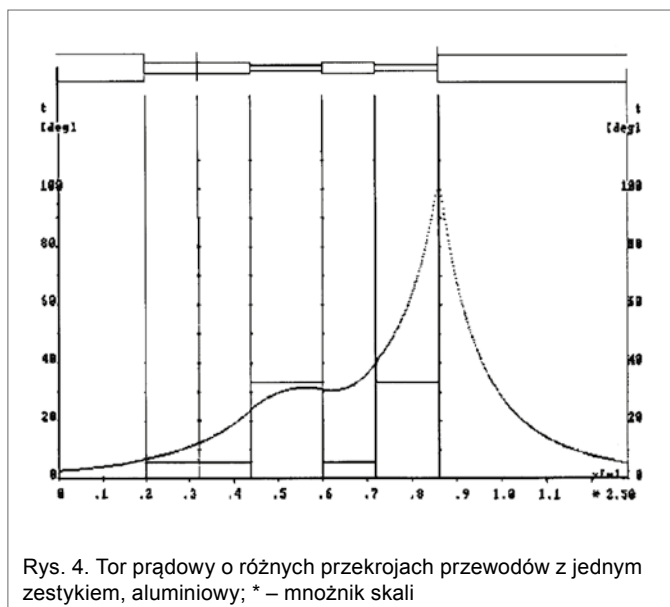 t t
[deg] [deg]
100 100
80 80
60 60
40 40
20 20
0 0
x[m]
0 .1 .2 .3 .4 .5 .6 .7 .8 .9 1.0 1.1 * 2.50
Rys. 4. Tor prądowy o różnych przekrojach przewodów z jednym
zestykiem, aluminiowy; * – mnożnik skali